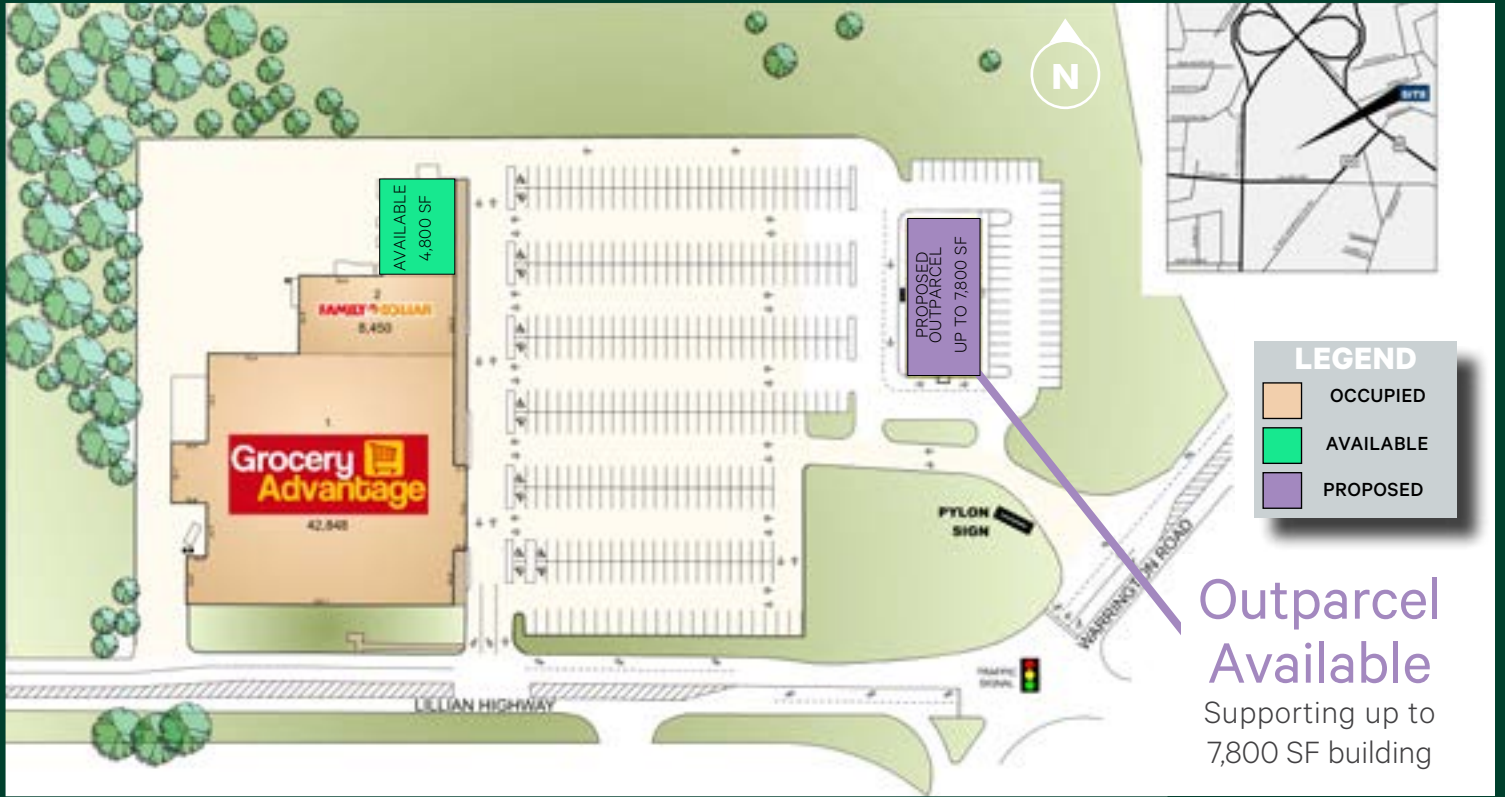 N
SITE
AVAILABLE
4,800 SF
2
FAMILY DOLLAR
8,450
1
Grocery
Advantage
42,848
PROPOSED
OUTPARCEL
UP TO 7,800 SF
LEGEND
OCCUPIED
AVAILABLE
PROPOSED
PYLON
SIGN
WARRINGTON ROAD
TRAFFIC
SIGNAL
LILLIAN HIGHWAY
Outparcel
Available
Supporting up to
7,800 SF building